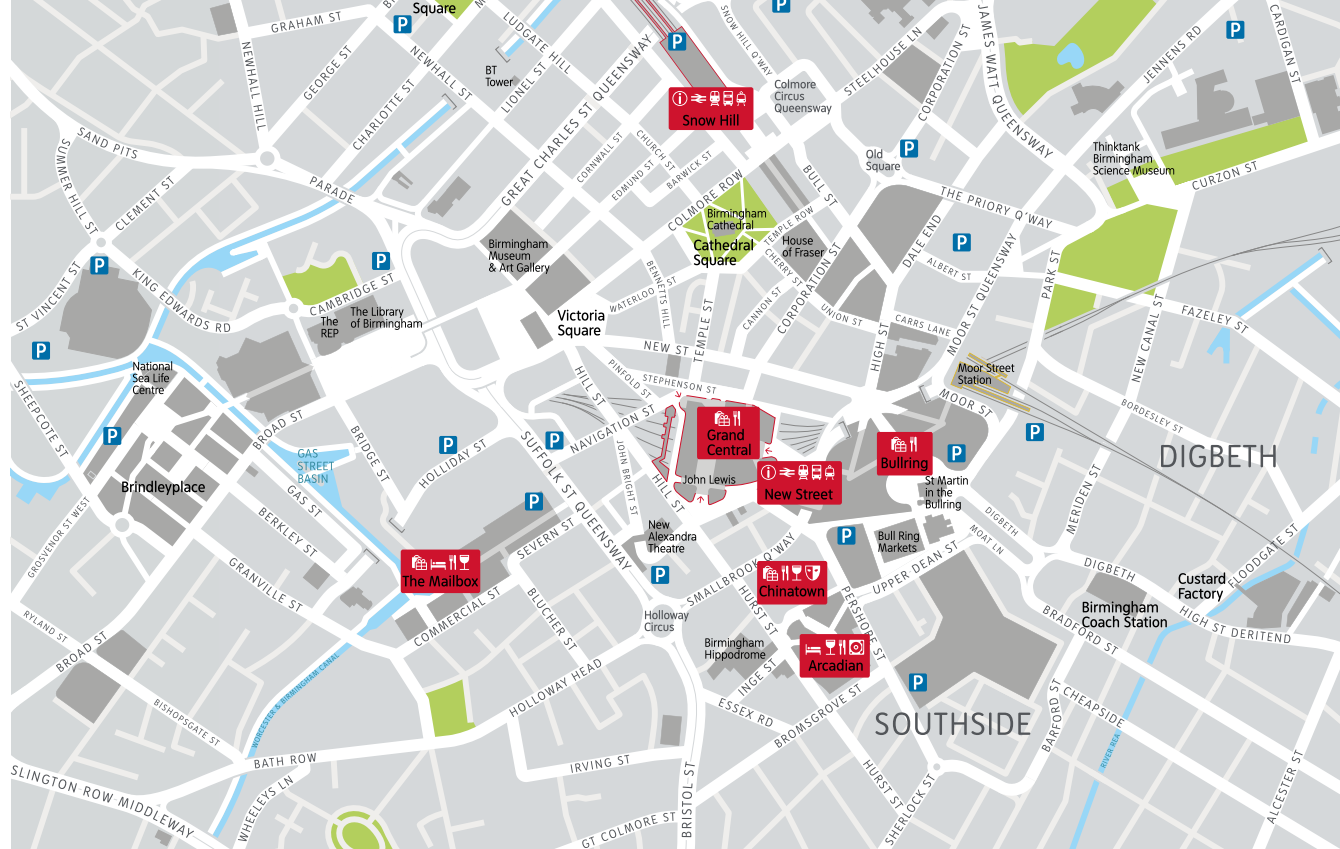 Square
GRAHAM ST
NEWHALL HILL
GEORGE ST
NEWHALL ST
CHARLOTTE ST
LUDGATE HILL
LIONEL ST
BT
Tower
GREAT CHARLES ST QUEENSWAY
SNOW HILL Q'WAY
P
P
P
P
Snow Hill
Colmore
Circus
Queensway
STEELHOUSE LN
CORPORATION ST
JAMES WATT QUEENSWAY
JENNENS RD
CARDIGAN ST
Thinktank
Birmingham
Science Museum
CURZON ST
Old
Square
P
SAND PITS
SUMMER HILL ST
CLEMENT ST
PARADE
CORNWALL ST
EDMUND ST
CHURCH ST
BARWICK ST
COLMORE ROW
BULL ST
THE PRIORY Q'WAY
DALE END
P
ALBERT ST
MOOR ST QUEENSWAY
PARK ST
Birmingham
Cathedral
Cathedral
Square
TEMPLE ROW
House
of Fraser
CHERRY ST
CORPORATION ST
CANNON ST
UNION ST
CARRS LANE
HIGH ST
NEW CANAL ST
FAZELEY ST
Birmingham
Museum
& Art Gallery
BENNETTS HILL
WATERLOO ST
TEMPLE ST
Victoria
Square
NEW ST
STEPHENSON ST
PINFOLD ST
HILL ST
P
P
ST VINCENT ST
KING EDWARDS RD
CAMBRIDGE ST
The
REP
The Library
of Birmingham
P
National
Sea Life
Centre
SHEEPCOTE ST
P
BROAD ST
Brindleyplace
GAS
STREET
BASIN
BRIDGE ST
HOLLIDAY ST
P
P
P
NAVIGATION ST
SUFFOLK ST QUEENSWAY
JOHN BRIGHT ST
HILL ST
Grand
Central
John Lewis
New Street
Bullring
P
P
Moor Street
Station
MOOR ST
BORDESLEY ST
DIGBETH
MERIDEN ST
St Martin
in the
Bullring
DIGBETH
MOAT LN
Bull Ring
Markets
P
UPPER DEAN ST
DIGBETH
FLOODGATE ST
Custard
Factory
HIGH ST DERITEND
Birmingham
Coach Station
BRADFORD ST
GROSVENOR ST WEST
GAS ST
BERKLEY ST
GRANVILLE ST
The Mailbox
SEVERN ST
COMMERCIAL ST
BLUCHER ST
New
Alexandra
Theatre
P
SMALLBROOK Q'WAY
HURST ST
Chinatown
PERSHORE ST
Arcadian
Holloway
Circus
Birmingham
Hippodrome
INGE ST
ESSEX RD
BROMSGROVE ST
P
SOUTHSIDE
HURST ST
SHERLOCK ST
BARFORD ST
CHEAPSIDE
RIVER REA
ALCESTER ST
RYLAND ST
BROAD ST
BISHOPSGATE ST
WORCESTER & BIRMINGHAM CANAL
HOLLOWAY HEAD
BATH ROW
ISLINGTON ROW MIDDLEWAY
WHEELEYS LN
IRVING ST
GT COLMORE ST
BRISTOL ST